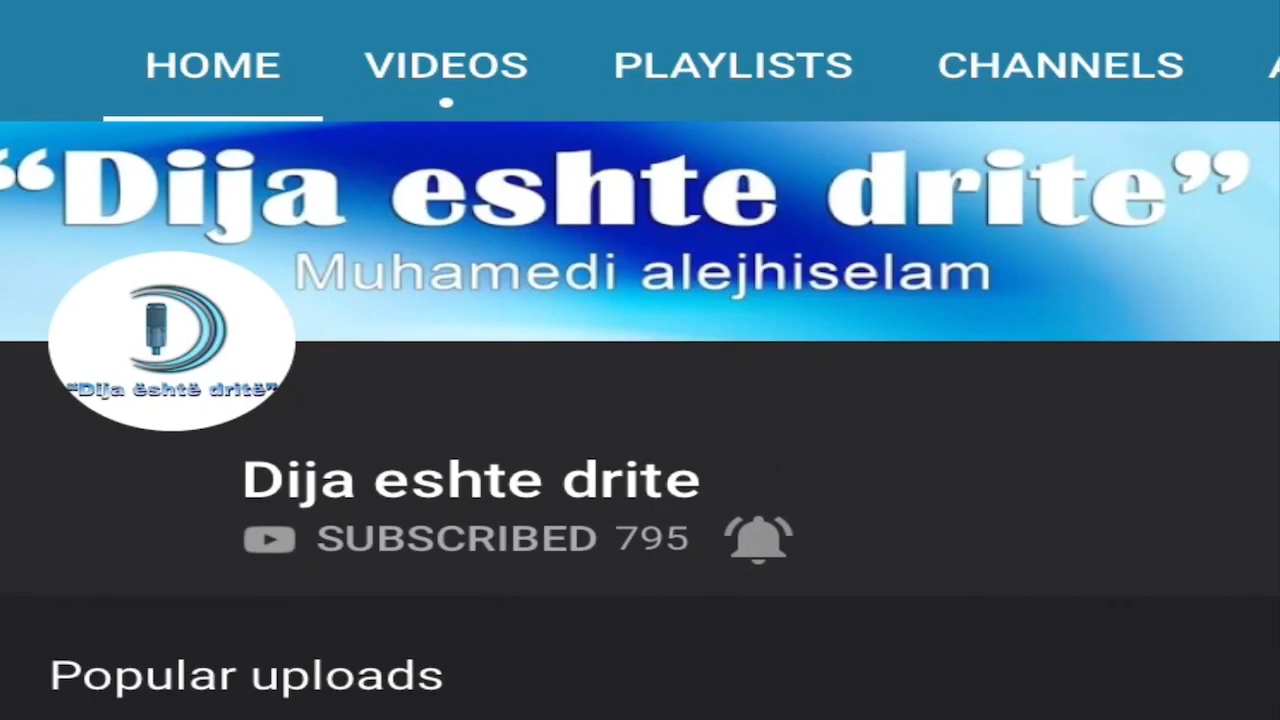 HOME VIDEOS PLAYLISTS CHANNELS
“Dija eshte drite”
Muhamedi alejhiselam
“Dija është dritë”
Dija eshte drite
SUBSCRIBED 795
Popular uploads